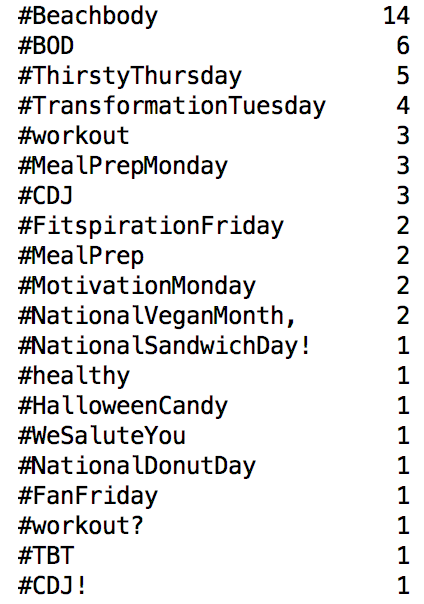 #Beachbody 14
#BOD 6
#ThirstyThursday 5
#TransformationTuesday 4
#workout 3
#MealPrepMonday 3
#CDJ 3
#FitspirationFriday 2
#MealPrep 2
#MotivationMonday 2
#NationalVeganMonth, 2
#NationalSandwichDay! 1
#healthy 1
#HalloweenCandy 1
#WeSaluteYou 1
#NationalDonutDay 1
#FanFriday 1
#workout? 1
#TBT 1
#CDJ! 1